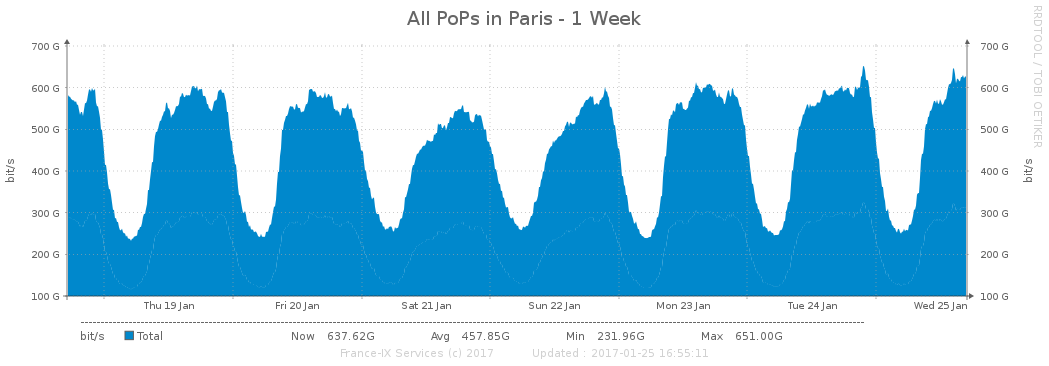 All PoPs in Paris - 1 Week
RRDTOOL / TOBI OETIKER
700 G 700 G
600 G 600 G
500 G 500 G
400 G 400 G
300 G 300 G
200 G 200 G
100 G 100 G
bit/s bit/s
Thu 19 Jan Fri 20 Jan Sat 21 Jan Sun 22 Jan Mon 23 Jan Tue 24 Jan Wed 25 Jan
bit/s Total Now 637.62G Avg 457.85G Min 231.96G Max 651.00G
France-IX Services (c) 2017 Updated : 2017-01-25 16:55:11